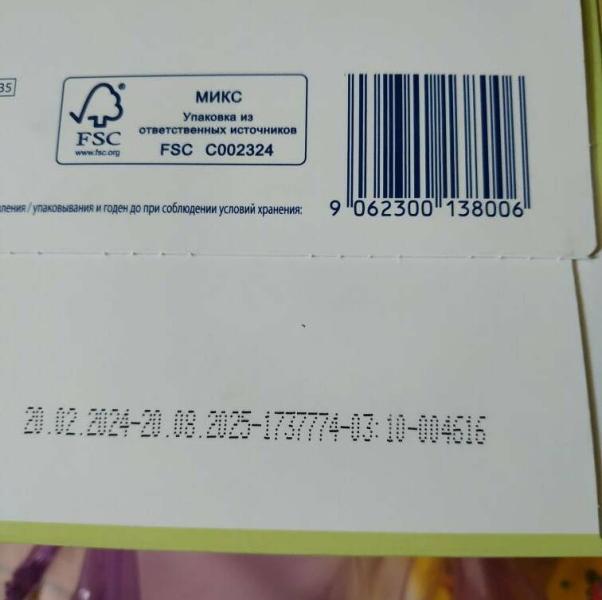 35
МИКС
Упаковка из
ответственных источников
FSC
www.fsc.org
FSC C002324
/ упаковывания и годен до при соблюдении условий хранения:
9 062300 138006
20.02.2024-20.08.2025-1737774-03:10-004616